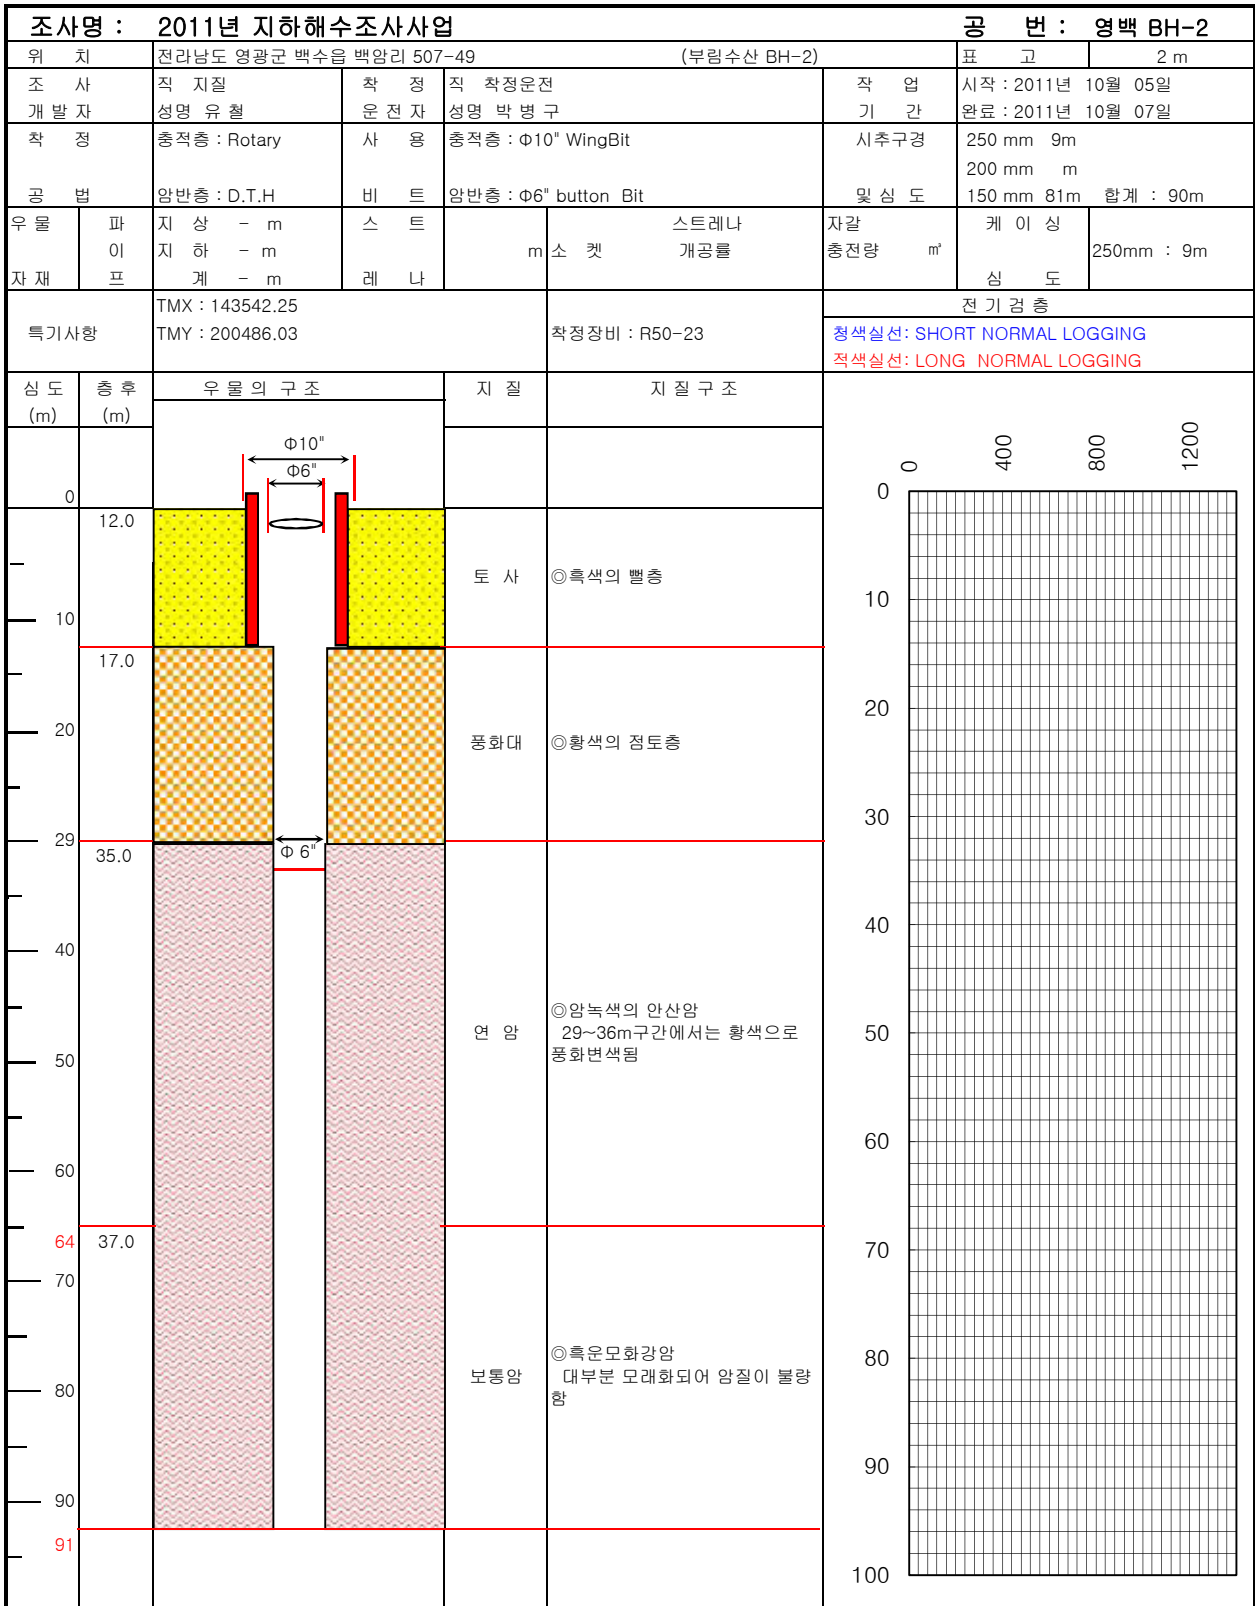 조사명 : 2011년 지하해수조사사업 공 번 : 영백 BH-2
위 치 전라남도 영광군 백수읍 백암리 507-49 (부림수산 BH-2) 표 고 2 m
조 사 직 지질 착 정 직 착정운전 작 업 시작 : 2011년 10월 05일
개 발 자 성명 유 철 운 전 자 성명 박 병 구 기 간 완료 : 2011년 10월 07일
착 정 충적층 : Rotary 사 용 충적층 : Φ10" WingBit 시추구경 250 mm 9m
200 mm m
공 법 암반층 : D.T.H 비 트 암반층 : Φ6" button Bit 및 심 도 150 mm 81m 합계 : 90m
우 물 파 지 상 - m 스 트 스트레나 자갈 케 이 싱
이 지 하 - m m 소 켓 개공률 충전량 ㎥ 250mm : 9m
자 재 프 계 - m 레 나 심 도
TMX : 143542.25 전 기 검 층
특기사항 TMY : 200486.03 착정장비 : R50-23 청색실선: SHORT NORMAL LOGGING
적색실선: LONG NORMAL LOGGING
심 도 층 후 우 물 의 구 조 지 질 지 질 구 조
(m) (m)
Φ10"
Φ6"
0 400 800 1200
0
0
12.0
토 사 ◎흑색의 뻘층
10
10
17.0
20
20
풍화대 ◎황색의 점토층
30
29
35.0
Φ 6"
40
40
◎암녹색의 안산암
연 암 29~36m구간에서는 황색으로
풍화변색됨
50
50
60
60
64 37.0
70
70
◎흑운모화강암
보통암 대부분 모래화되어 암질이 불량
함
80
80
90
90
91
100